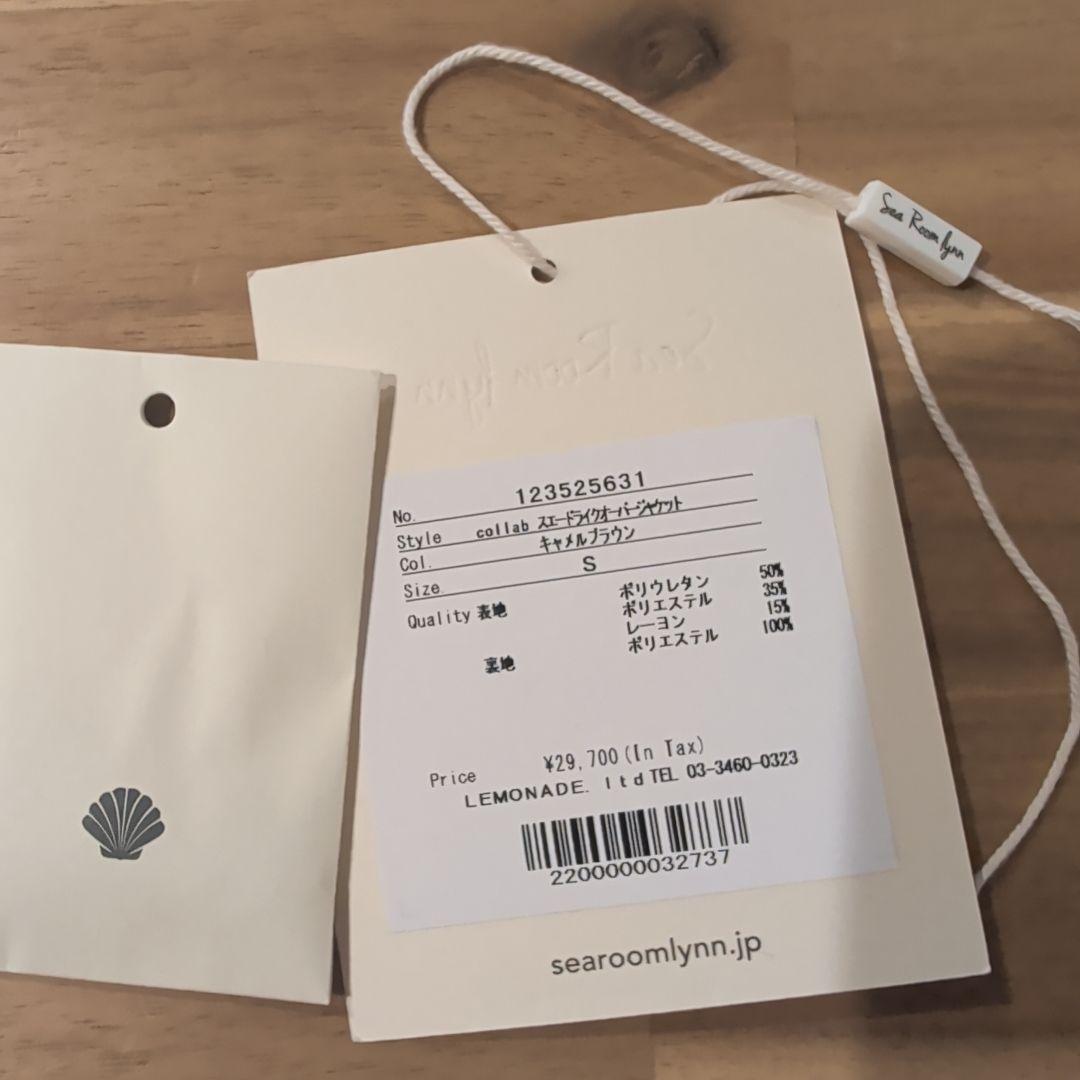 Sea Room lynn
Sea Room lynn
No. 123525631
Style collab スエードライクオーバージャケット
Col. キャメルブラウン
Size. S
Quality 表地 ポリウレタン 50%
ポリエステル 35%
レーヨン 15%
裏地 ポリエステル 100%
Price ¥29,700(In Tax)
LEMONADE. ltd TEL 03-3460-0323
2200000032737
searoomlynn.jp